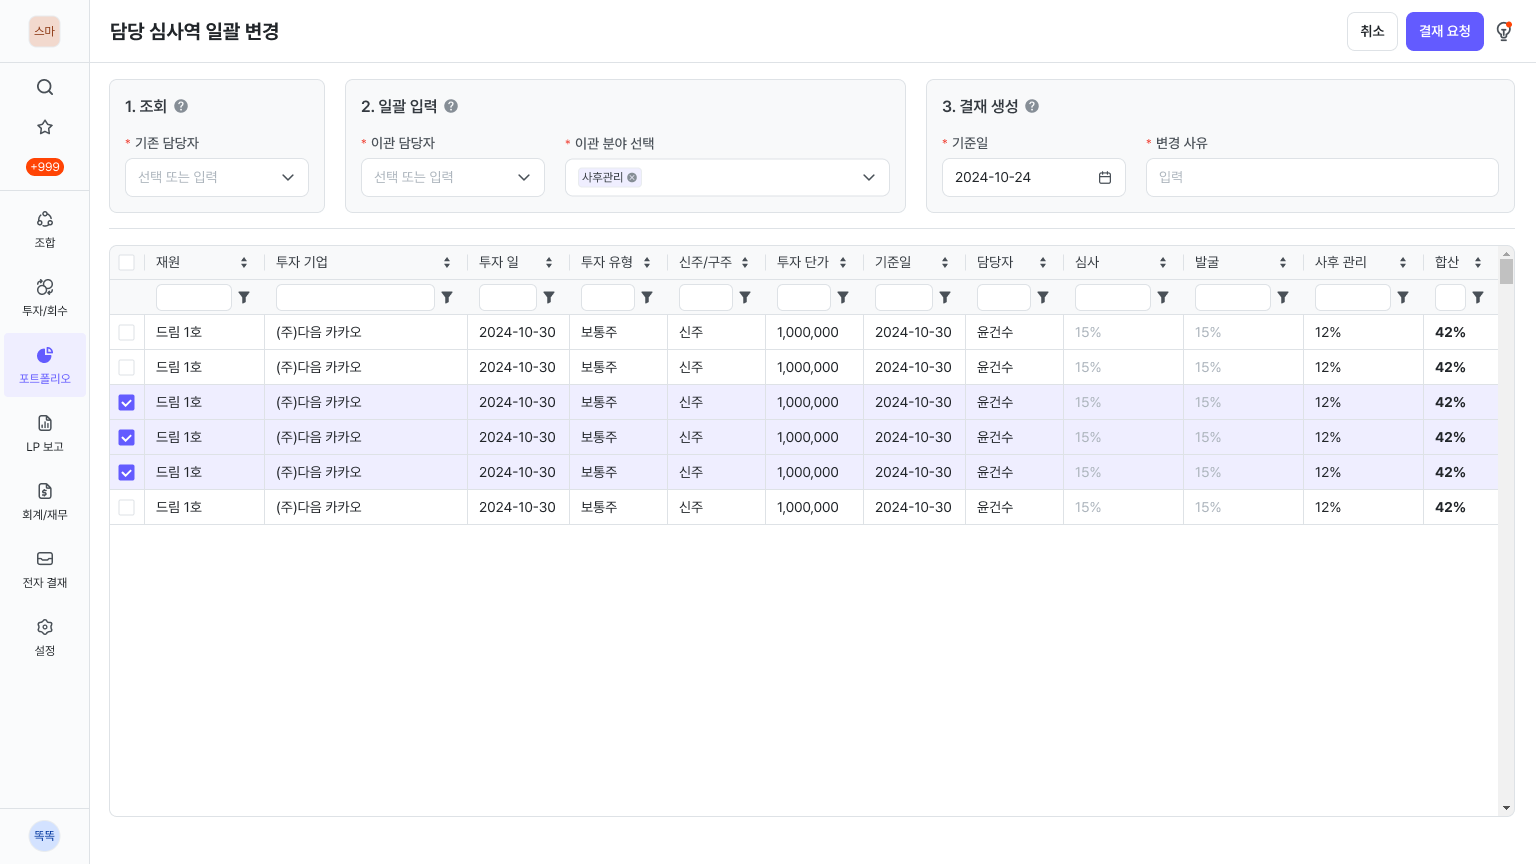 스마
담당 심사역 일괄 변경
취소
결재 요청
+999
조합
투자/회수
포트폴리오
LP 보고
회계/재무
전자 결재
설정
똑똑
1. 조회 ?
* 기존 담당자
선택 또는 입력
2. 일괄 입력 ?
* 이관 담당자
선택 또는 입력
* 이관 분야 선택
사후관리
3. 결재 생성 ?
* 기준일
2024-10-24
* 변경 사유
입력
재원 투자 기업 투자 일 투자 유형 신주/구주 투자 단가 기준일 담당자 심사 발굴 사후 관리 합산
드림 1호 (주)다음 카카오 2024-10-30 보통주 신주 1,000,000 2024-10-30 윤건수 15% 15% 12% 42%
드림 1호 (주)다음 카카오 2024-10-30 보통주 신주 1,000,000 2024-10-30 윤건수 15% 15% 12% 42%
드림 1호 (주)다음 카카오 2024-10-30 보통주 신주 1,000,000 2024-10-30 윤건수 15% 15% 12% 42%
드림 1호 (주)다음 카카오 2024-10-30 보통주 신주 1,000,000 2024-10-30 윤건수 15% 15% 12% 42%
드림 1호 (주)다음 카카오 2024-10-30 보통주 신주 1,000,000 2024-10-30 윤건수 15% 15% 12% 42%
드림 1호 (주)다음 카카오 2024-10-30 보통주 신주 1,000,000 2024-10-30 윤건수 15% 15% 12% 42%